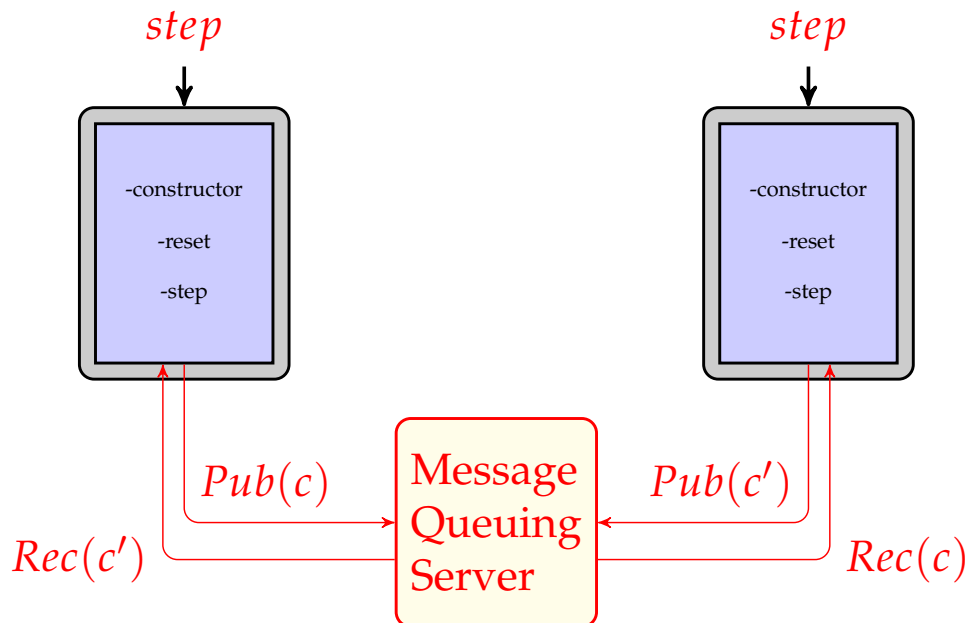 step
step
-constructor
-reset
-step
-constructor
-reset
-step
Pub(c)
Rec(c′)
Message
Queuing
Server
Pub(c′)
Rec(c)